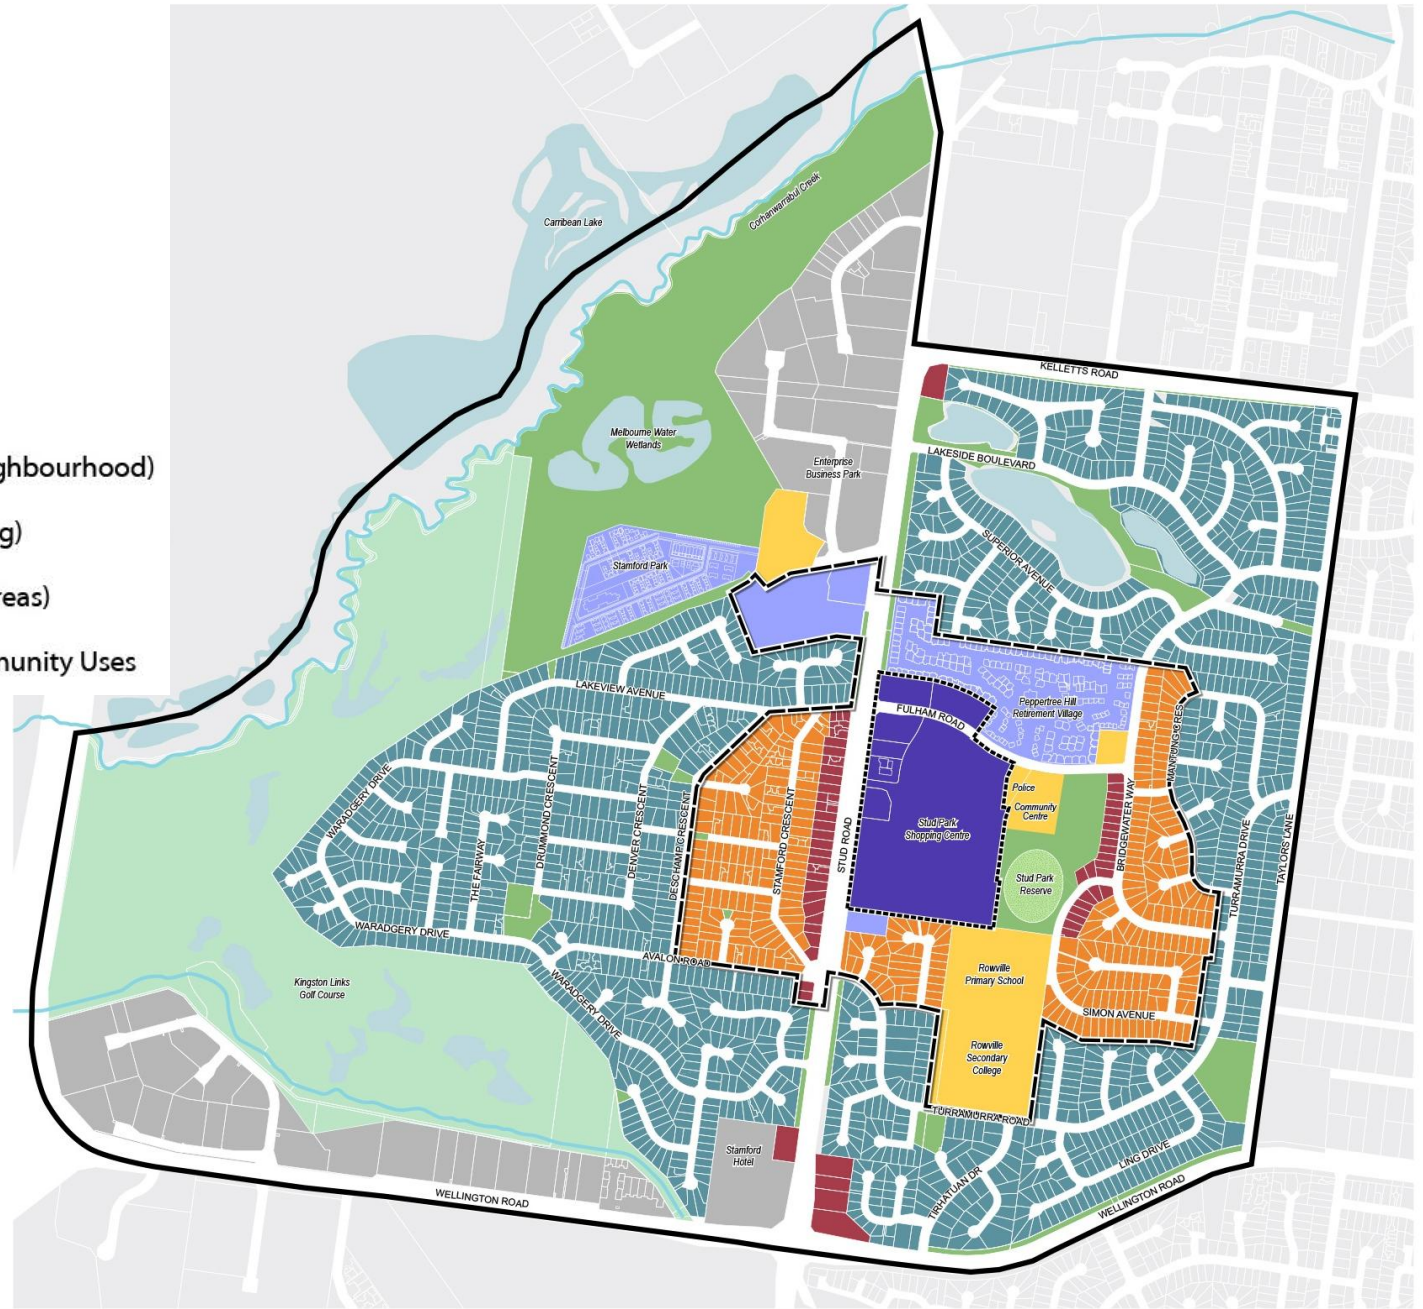 Carribean Lake
Corhanwarrabul Creek
KELLETTS ROAD
Melbourne Water
Wetlands
LAKESIDE BOULEVARD
Enterprise
Business Park
ghbourhood)
g)
SUPERIOR AVENUE
Stamford Park
reas)
munity Uses
LAKEVIEW AVENUE
Peppertree Hill
Retirement Village
FULHAM ROAD
MANTUNG CRES
WARADGERY DRIVE
DRUMMOND CRESCENT
DENVER CRESCENT
DESCHAMP CRESCENT
STAMFORD CRESCENT
STUD ROAD
Stud Park
Shopping Centre
Police
Community
Centre
BRIDGEWATER WAY
TURRAMURRA DRIVE
TAYLORS LANE
THE FAIRWAY
Stud Park
Reserve
WARADGERY DRIVE
AVALON ROAD
WARADGERY DRIVE
Kingston Links
Golf Course
Rowville
Primary School
SIMON AVENUE
Rowville
Secondary
College
TURRAMURRA ROAD
Stamford
Hotel
LING DRIVE
TIRHATUAN DR
WELLINGTON ROAD
WELLINGTON ROAD